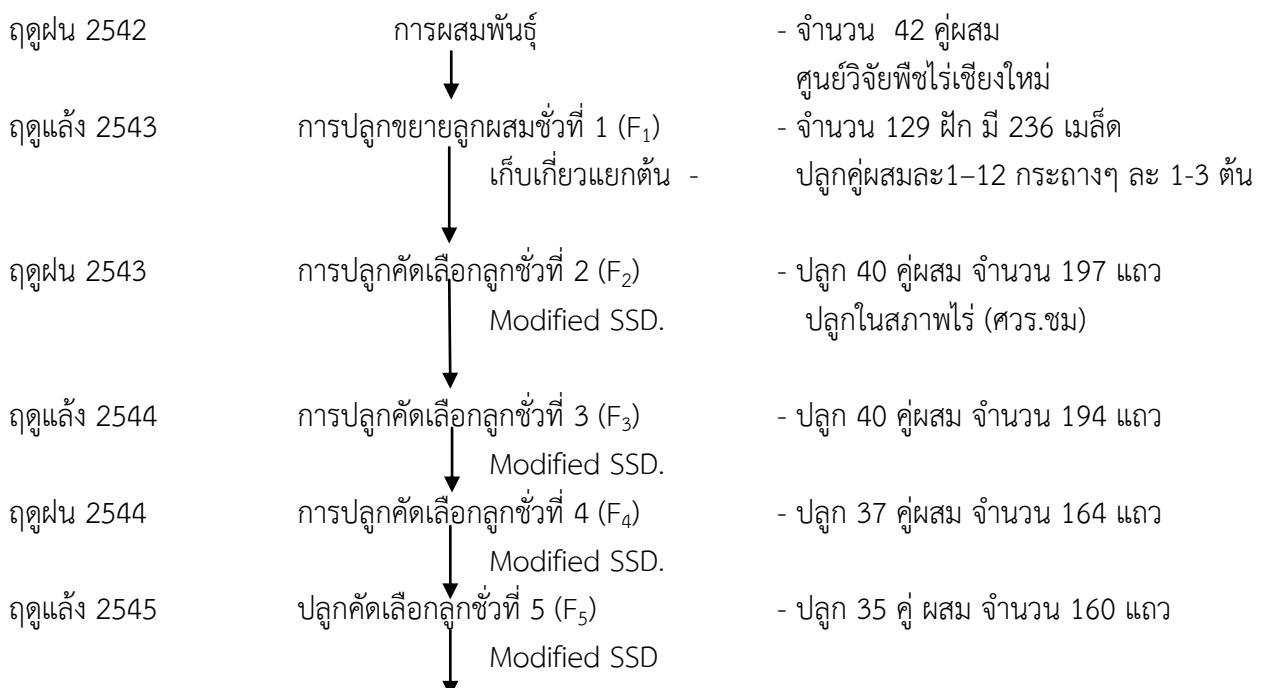 ฤดูฝน 2542 การผสมพันธุ์ - จำนวน 42 คู่ผสม
ศูนย์วิจัยพืชไร่เชียงใหม่
ฤดูแล้ง 2543 การปลูกขยายลูกผสมชั่วที่ 1 (F₁) - จำนวน 129 ฝัก มี 236 เมล็ด
เก็บเกี่ยวแยกต้น - ปลูกคู่ผสมละ1–12 กระถางๆ ละ 1-3 ต้น
ฤดูฝน 2543 การปลูกคัดเลือกลูกชั่วที่ 2 (F₂) - ปลูก 40 คู่ผสม จำนวน 197 แถว
Modified SSD. ปลูกในสภาพไร่ (ศวร.ชม)
ฤดูแล้ง 2544 การปลูกคัดเลือกลูกชั่วที่ 3 (F₃) - ปลูก 40 คู่ผสม จำนวน 194 แถว
Modified SSD.
ฤดูฝน 2544 การปลูกคัดเลือกลูกชั่วที่ 4 (F₄) - ปลูก 37 คู่ผสม จำนวน 164 แถว
Modified SSD.
ฤดูแล้ง 2545 ปลูกคัดเลือกลูกชั่วที่ 5 (F₅) - ปลูก 35 คู่ ผสม จำนวน 160 แถว
Modified SSD